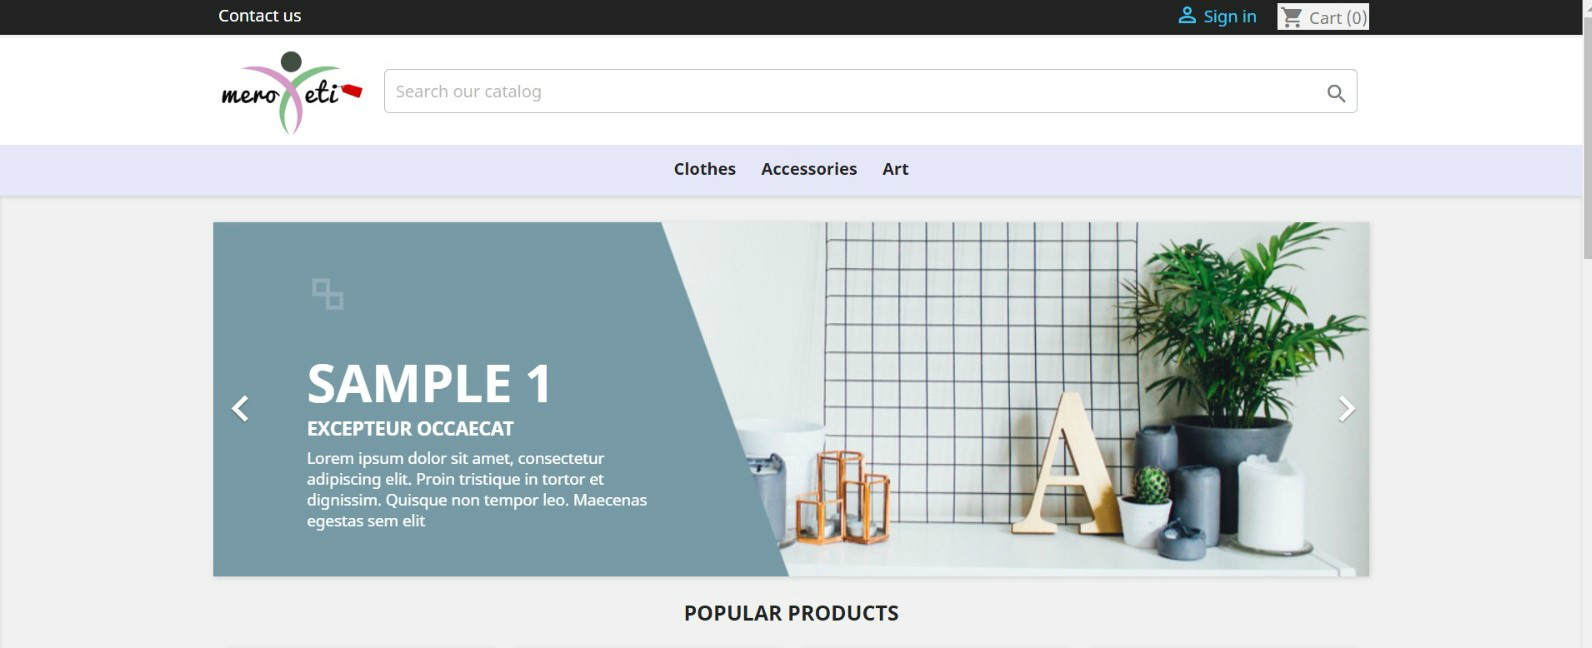 Contact us
Sign in
Cart (0)
mero eti
Search our catalog
Clothes
Accessories
Art
SAMPLE 1
EXCEPTEUR OCCAECAT
Lorem ipsum dolor sit amet, consectetur
adipiscing elit. Proin tristique in tortor et
dignissim. Quisque non tempor leo. Maecenas
egestas sem elit
A
POPULAR PRODUCTS